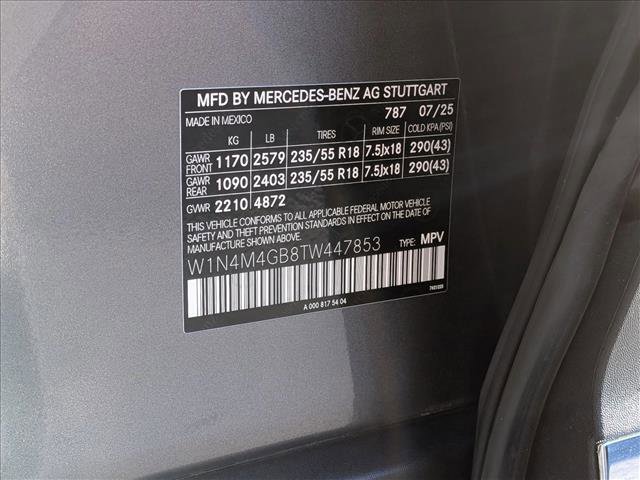 MFD BY MERCEDES-BENZ AG STUTTGART
MADE IN MEXICO 787 07/25
KG LB TIRES RIM SIZE COLD KPA(PSI)
GAWR FRONT 1170 2579 235/55 R18 7.5Jx18 290(43)
GAWR REAR 1090 2403 235/55 R18 7.5Jx18 290(43)
GVWR 2210 4872
THIS VEHICLE CONFORMS TO ALL APPLICABLE FEDERAL MOTOR VEHICLE
SAFETY AND THEFT PREVENTION STANDARDS IN EFFECT ON THE DATE
OF MANUFACTURE SHOWN ABOVE.
W1N4M4GB8TW447853 TYPE: MPV
A 000 817 54 04